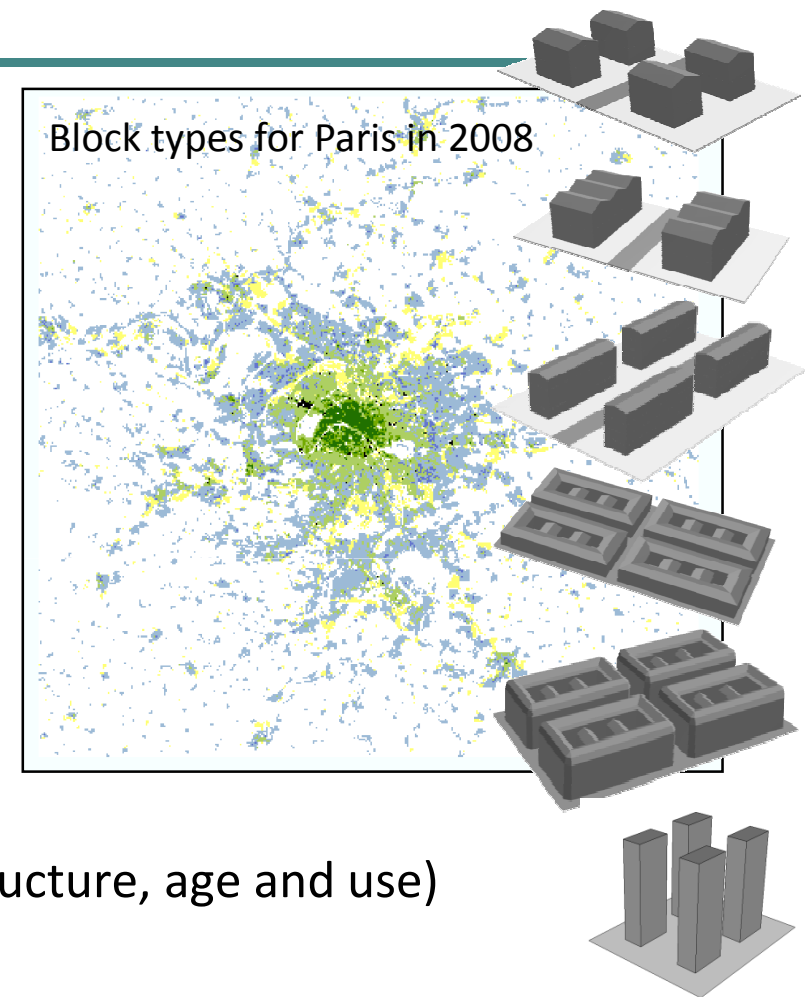 Block types for Paris in 2008
ucture, age and use)